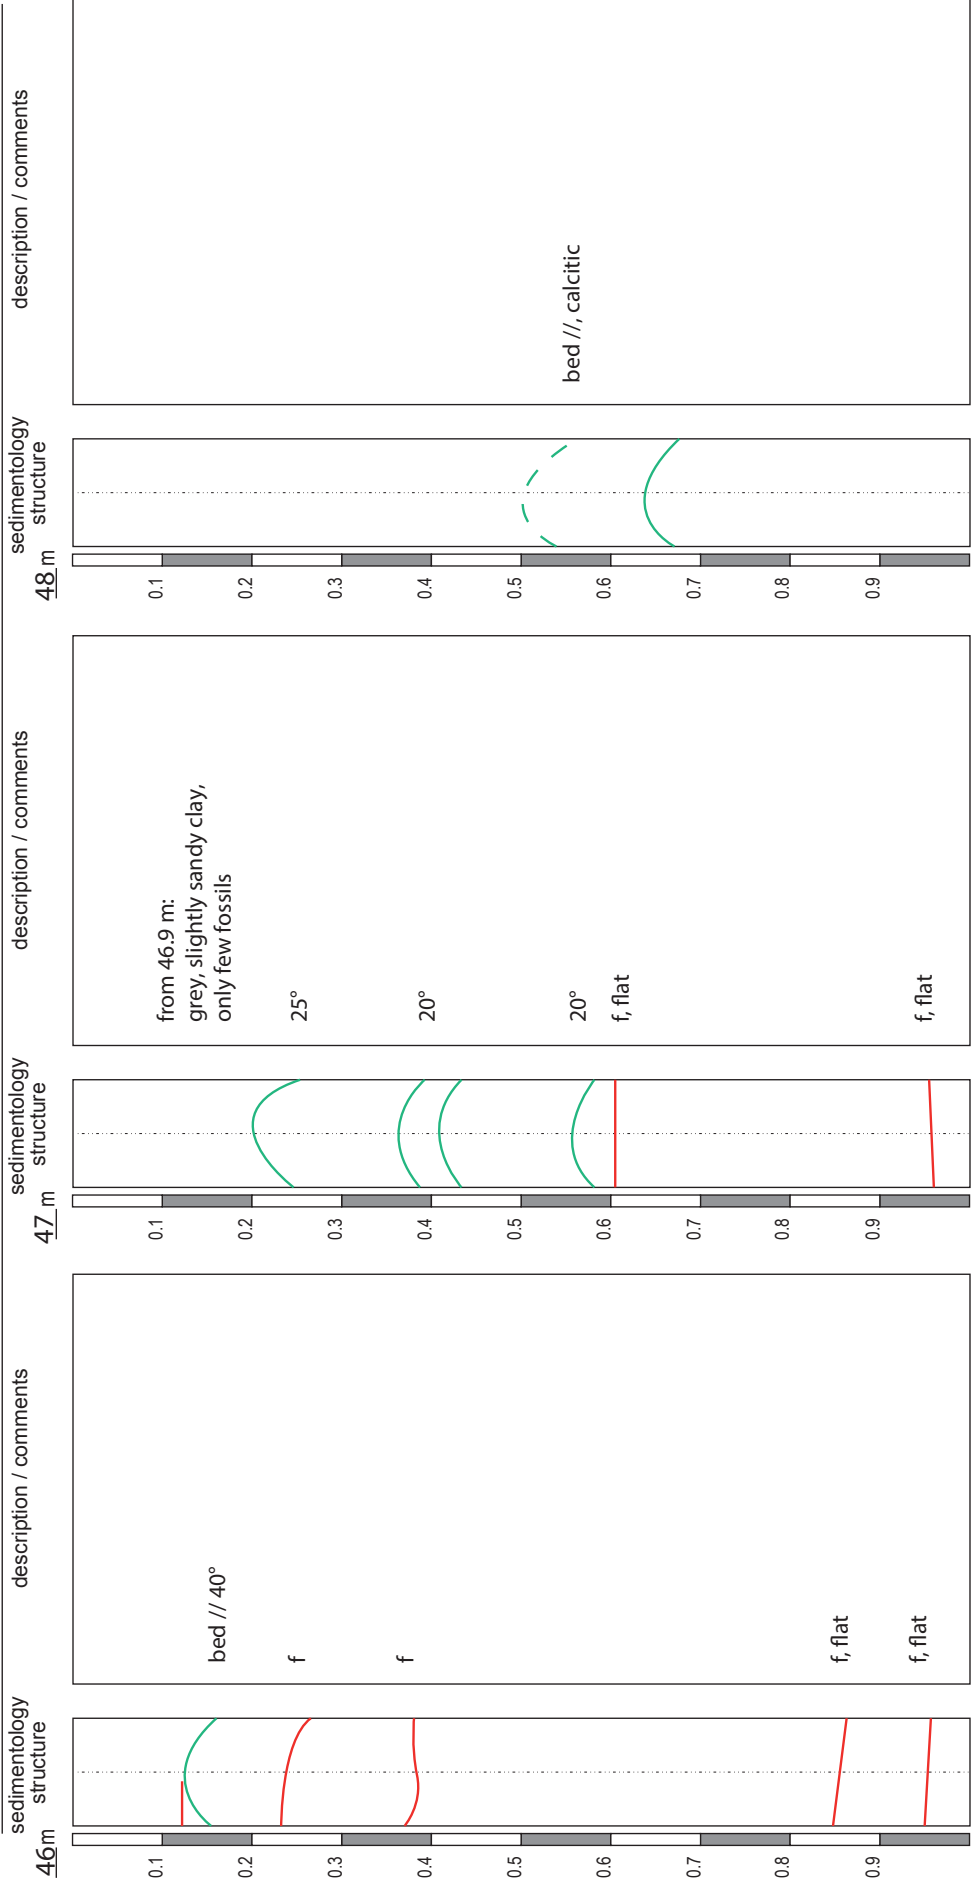 sedimentology
structure
description / comments
46 m
0.1
0.2
0.3
0.4
0.5
0.6
0.7
0.8
0.9
bed // 40°
f
f
f, flat
f, flat
sedimentology
structure
description / comments
47 m
0.1
0.2
0.3
0.4
0.5
0.6
0.7
0.8
0.9
from 46.9 m:
grey, slightly sandy clay,
only few fossils
25°
20°
20°
f, flat
f, flat
sedimentology
structure
description / comments
48 m
0.1
0.2
0.3
0.4
0.5
0.6
0.7
0.8
0.9
bed //, calcitic